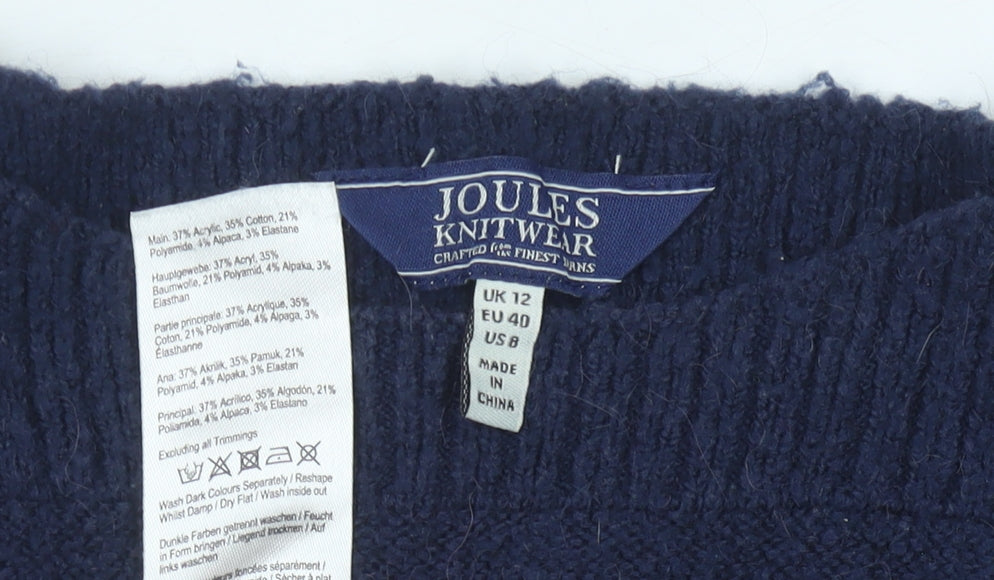 JOULES
KNITWEAR
CRAFTED from the FINEST YARNS
UK 12
EU 40
US 8
MADE
IN
CHINA
Main: 37% Acrylic, 35% Cotton, 21%
Polyamide, 4% Alpaca, 3% Elastane
Hauptgewebe: 37% Acryl, 35%
Baumwolle, 21% Polyamid, 4% Alpaka, 3%
Elasthan
Partie principale: 37% Acrylique, 35%
Coton, 21% Polyamide, 4% Alpaga, 3%
Élasthanne
Ana: 37% Akrilik, 35% Pamuk, 21%
Polyamid, 4% Alpaka, 3% Elastan
Principal: 37% Acrílico, 35% Algodón, 21%
Poliamida, 4% Alpaca, 3% Elastano
Excluding all Trimmings
Wash Dark Colours Separately / Reshape
Whilst Damp / Dry Flat / Wash inside out
Dunkle Farben getrennt waschen / Feucht
in Form bringen / Liegend trocknen / Auf
links waschen
foncées séparément /
/ Sécher à plat